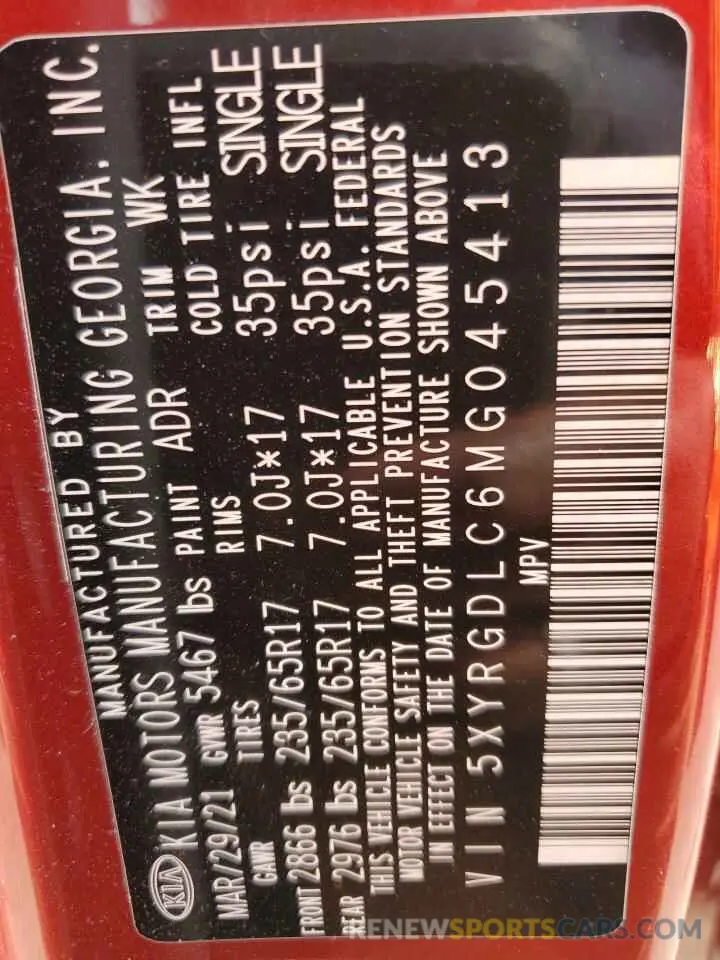 MANUFACTURED BY
KIA KIA MOTORS MANUFACTURING GEORGIA. INC.
MAR/29/21 GVWR 5467 lbs PAINT ADR TRIM WK
GAWR TIRES RIMS COLD TIRE INFL
FRONT 2866 lbs 235/65R17 7.0J*17 35psi SINGLE
REAR 2976 lbs 235/65R17 7.0J*17 35psi SINGLE
THIS VEHICLE CONFORMS TO ALL APPLICABLE U.S.A. FEDERAL
MOTOR VEHICLE SAFETY AND THEFT PREVENTION STANDARDS
IN EFFECT ON THE DATE OF MANUFACTURE SHOWN ABOVE
VIN 5XYRGDLC6MG045413
MPV
RENEWSPORTSCARS.COM